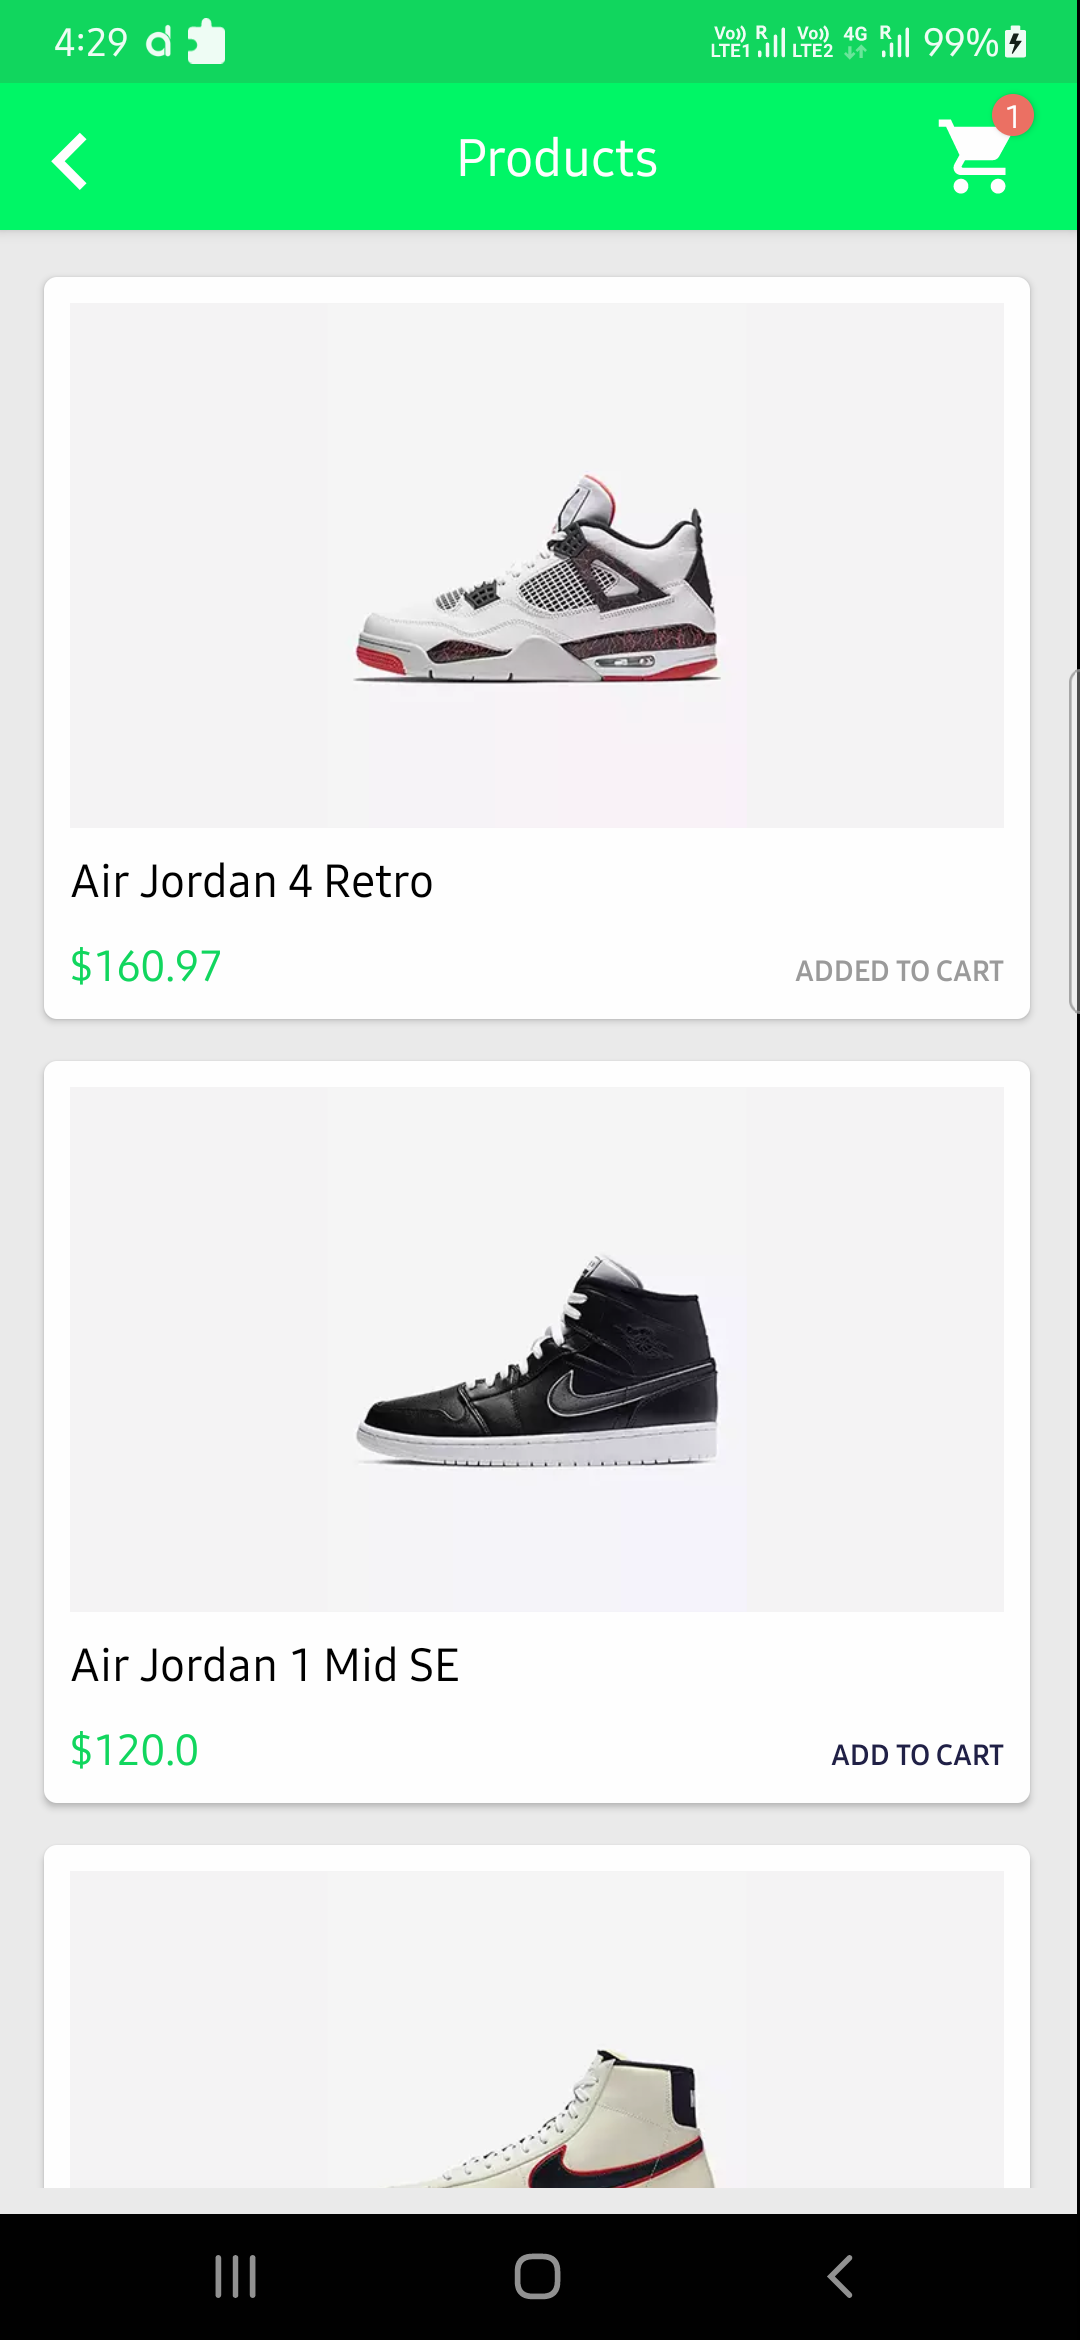 4:29
Vo)) R Vo)) 4G R 99%
LTE1 LTE2
Products
1
Air Jordan 4 Retro
$160.97
ADDED TO CART
Air Jordan 1 Mid SE
$120.0
ADD TO CART